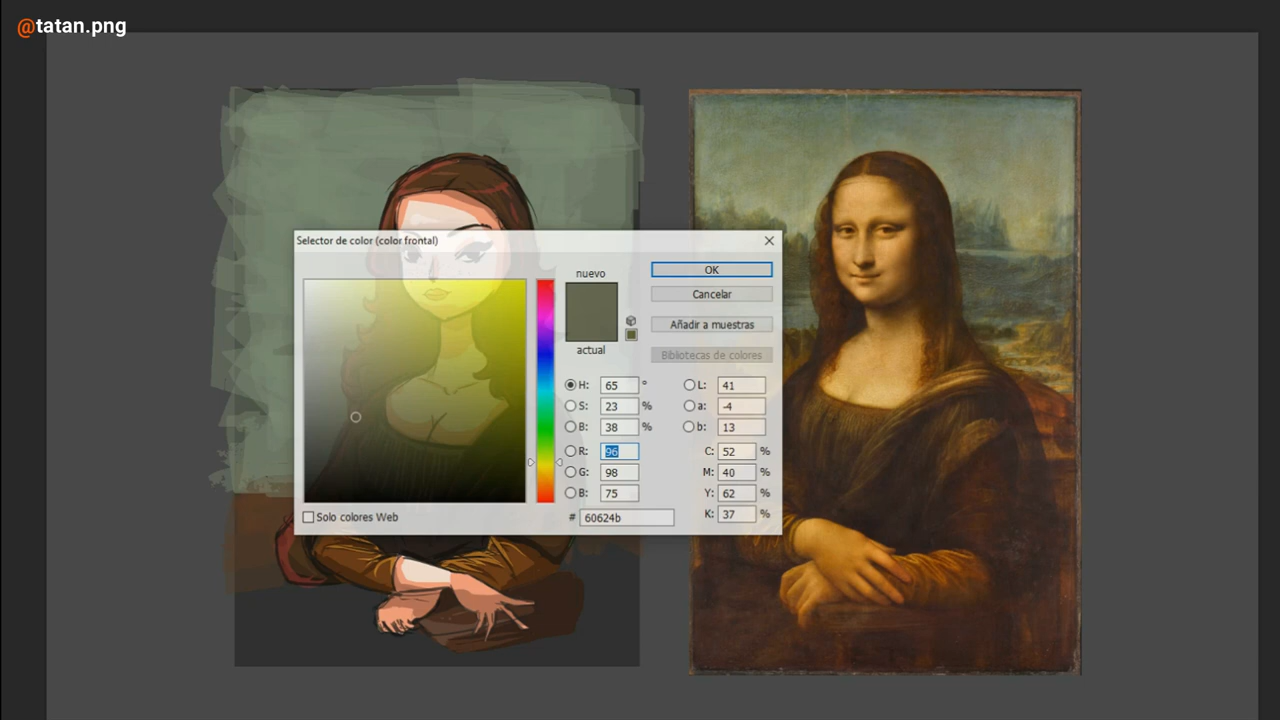 @tatan.png
Selector de color (color frontal)
nuevo
actual
OK
Cancelar
Añadir a muestras
Bibliotecas de colores
H: 65 °
S: 23 %
B: 38 %
R: 96
G: 98
B: 75
L: 41
a: -4
b: 13
C: 52 %
M: 40 %
Y: 62 %
K: 37 %
Solo colores Web
# 60624b